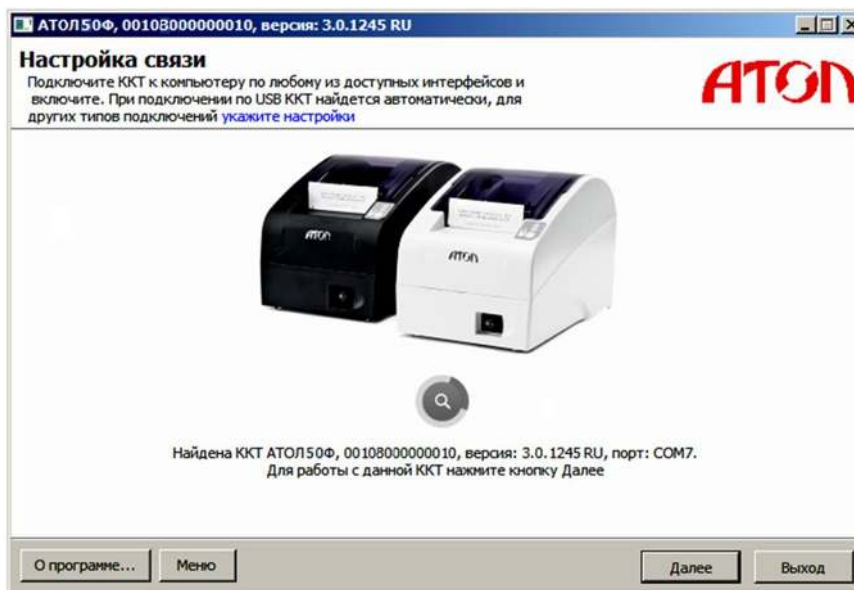 АТОЛ50Ф, 00108000000010, версия: 3.0.1245 RU
Настройка связи
Подключите ККТ к компьютеру по любому из доступных интерфейсов и
включите. При подключении по USB ККТ найдется автоматически, для
других типов подключений укажите настройки
АТОЛ
АТОЛ
АТОЛ
Найдена ККТ АТОЛ50Ф, 00108000000010, версия: 3.0.1245 RU, порт: COM7.
Для работы с данной ККТ нажмите кнопку Далее
О программе...
Меню
Далее
Выход